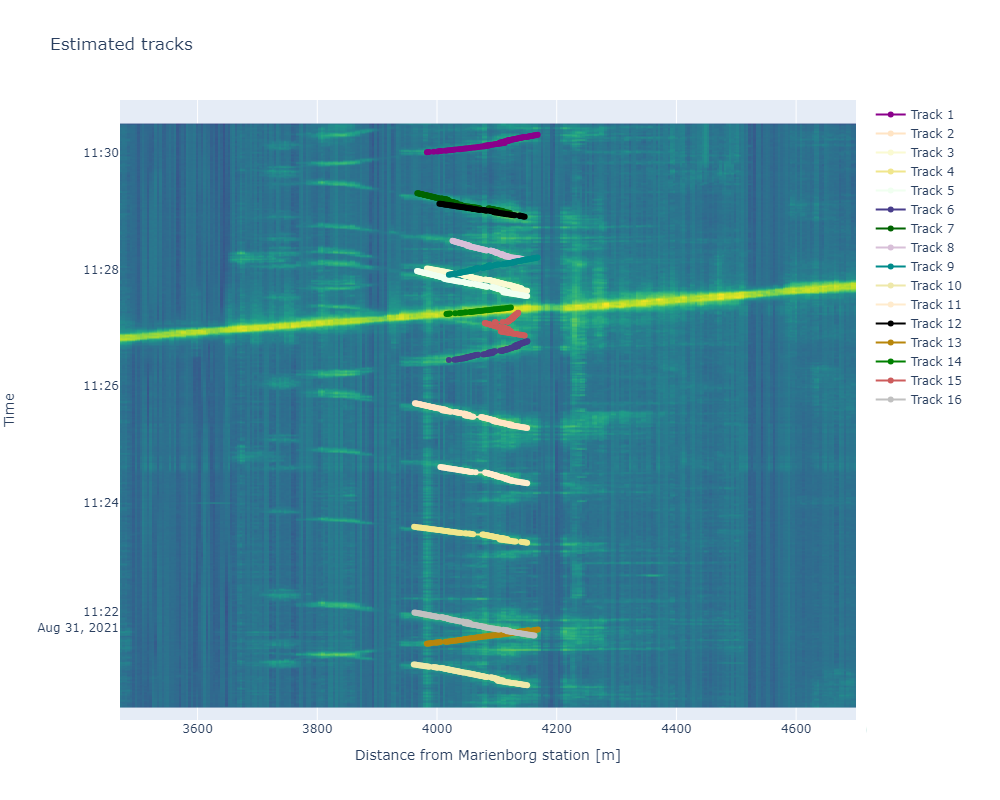 Estimated tracks
11:30
11:28
11:26
11:24
11:22
Aug 31, 2021
Time
3600
3800
4000
4200
4400
4600
Distance from Marienborg station [m]
Track 1
Track 2
Track 3
Track 4
Track 5
Track 6
Track 7
Track 8
Track 9
Track 10
Track 11
Track 12
Track 13
Track 14
Track 15
Track 16